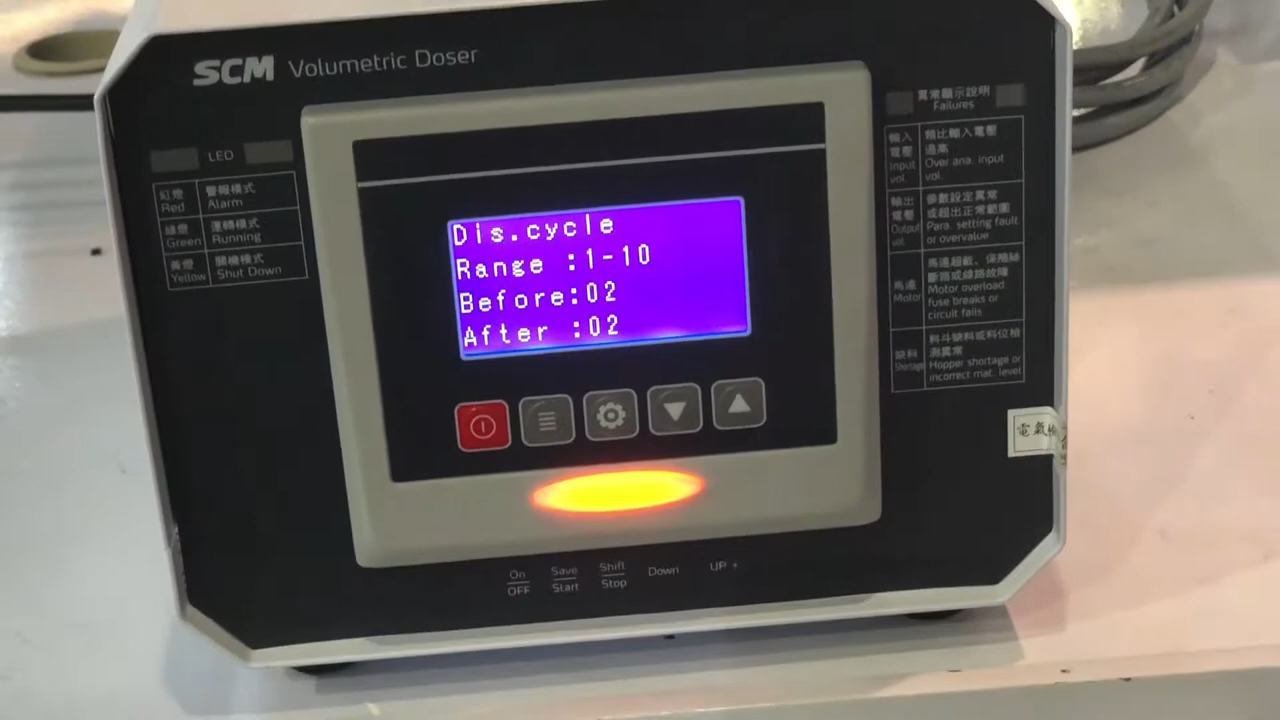 SCM Volumetric Doser
LED
紅燈 Red
警報模式 Alarm
綠燈 Green
運轉模式 Running
黃燈 Yellow
關機模式 Shut Down
Dis.cycle
Range :1-10
Before:02
After :02
On
OFF
Save
Start
Shift
Stop
Down
UP
異常顯示說明
Failures
輸入
電壓
Input
vol.
類比輸入電壓
過高
Over ana. input
vol.
輸出
電壓
Output
vol.
參數設定異常
或超出正常範圍
Para. setting fault
or overvalue
馬達
Motor
馬達超載、保險絲
斷路或線路故障
Motor overload,
fuse breaks or
circuit fails
缺料
Shortage
料斗缺料或料位檢
測異常
Hopper shortage or
incorrect mat. level
電氣